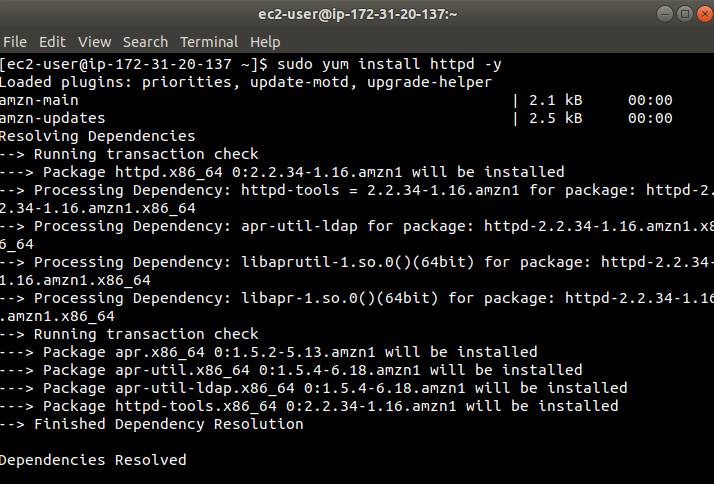 ec2-user@ip-172-31-20-137:~
File Edit View Search Terminal Help
[ec2-user@ip-172-31-20-137 ~]$ sudo yum install httpd -y
Loaded plugins: priorities, update-motd, upgrade-helper
amzn-main | 2.1 kB 00:00
amzn-updates | 2.5 kB 00:00
Resolving Dependencies
--> Running transaction check
---> Package httpd.x86_64 0:2.2.34-1.16.amzn1 will be installed
--> Processing Dependency: httpd-tools = 2.2.34-1.16.amzn1 for package: httpd-2.
2.34-1.16.amzn1.x86_64
--> Processing Dependency: apr-util-ldap for package: httpd-2.2.34-1.16.amzn1.x8
6_64
--> Processing Dependency: libaprutil-1.so.0()(64bit) for package: httpd-2.2.34-
1.16.amzn1.x86_64
--> Processing Dependency: libapr-1.so.0()(64bit) for package: httpd-2.2.34-1.16
.amzn1.x86_64
--> Running transaction check
---> Package apr.x86_64 0:1.5.2-5.13.amzn1 will be installed
---> Package apr-util.x86_64 0:1.5.4-6.18.amzn1 will be installed
---> Package apr-util-ldap.x86_64 0:1.5.4-6.18.amzn1 will be installed
---> Package httpd-tools.x86_64 0:2.2.34-1.16.amzn1 will be installed
--> Finished Dependency Resolution
Dependencies Resolved